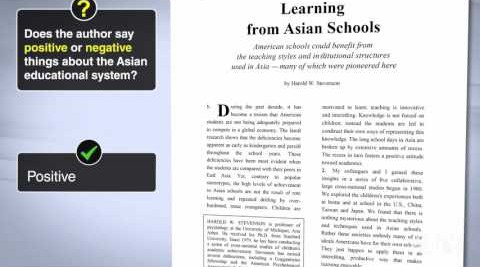 ?
Does the author say
positive or negative
things about the Asian
educational system?
Positive
Learning
from Asian Schools
American schools could benefit from
the teaching styles and institutional structures
used in Asia — many of which were pioneered here
by Harold W. Stevenson
1. During the past decade, it has
become a truism that American
students are not being adequately prepared
to compete in a global economy. The latest
research shows that the deficiencies become
apparent as early as kindergarten and persist
throughout the school years. These
deficiencies have been most evident when
the students are compared with their peers in
East Asia. Yet, contrary to popular
stereotypes, the high levels of achievement
in Asian schools are not the result of rote
learning and repeated drilling by over-
burdened, tense youngsters. Children are
HAROLD W. STEVENSON is professor of
psychology at the University of Michigan, Ann
Arbor. He received his Ph.D. from Stanford
University. Since 1979 he has been conducting
a series of cross-national studies of children's
academic achievement. Stevenson has earned
several distinctions, including a Guggenheim
fellowship and the American Psychological
motivated to learn; teaching is innovative
and interesting. Knowledge is not forced on
children; instead the students are led to
construct their own ways of representing this
knowledge. The long school days in Asia are
broken up by extensive amounts of recess.
The recess in turn fosters a positive attitude
toward academics.
2. My colleagues and I gained these
insights in a series of five collaborative,
large cross-national studies begun in 1980.
We explored the children's experiences both
at home and at school in the U.S., China,
Taiwan and Japan. We found that there is
nothing mysterious about the teaching styles
and techniques used in Asian schools.
Rather these societies embody many of the
ideals Americans have for their own
They just happen to apply them in an
interesting, productive way that makes
learning enjoyable